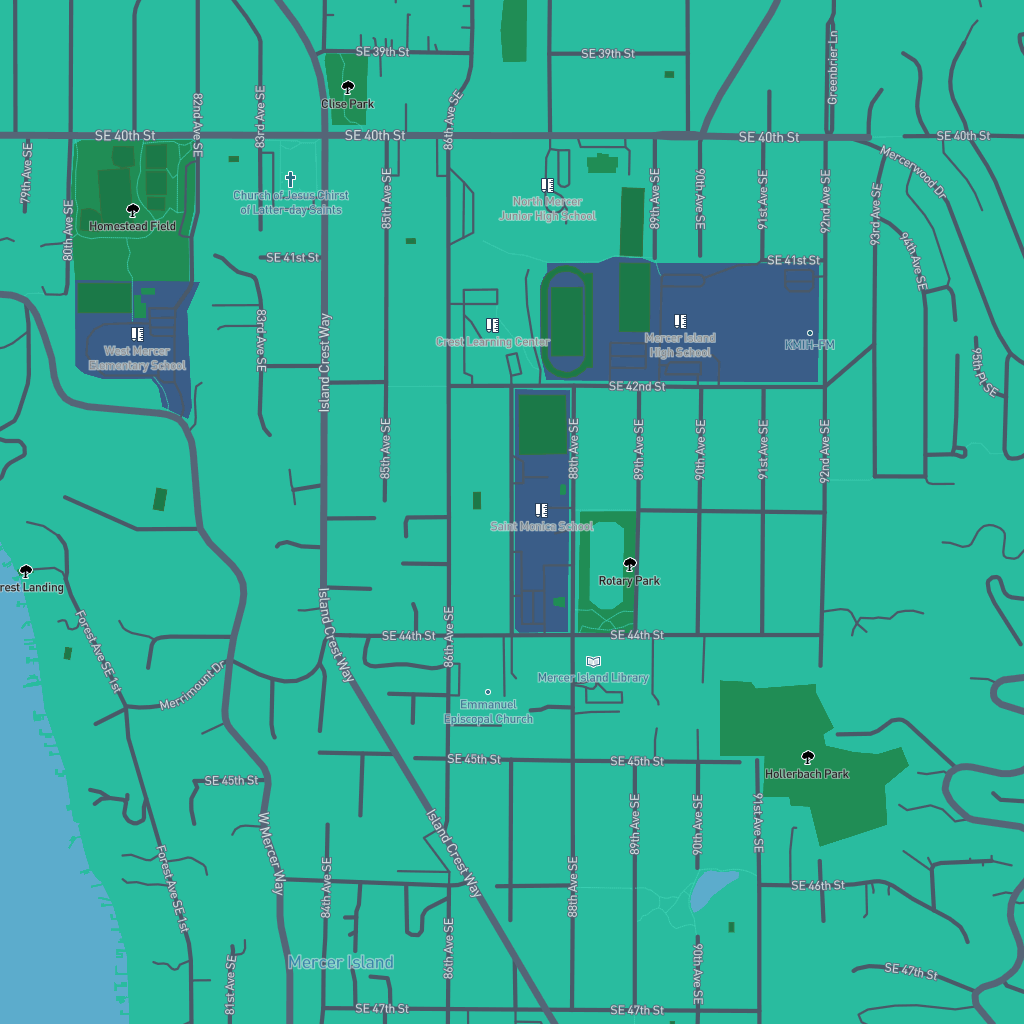 SE 39th St
SE 39th St
Greenbrier Ln
Clise Park
82nd Ave SE
83rd Ave SE
86th Ave SE
SE 40th St
SE 40th St
SE 40th St
SE 40th St
79th Ave SE
Mercerwood Dr
Church of Jesus Chirst
of Latter-day Saints
North Mercer
Junior High School
85th Ave SE
89th Ave SE
90th Ave SE
91st Ave SE
92nd Ave SE
93rd Ave SE
80th Ave SE
Homestead Field
94th Ave SE
SE 41st St
SE 41st St
83rd Ave SE
Island Crest Way
Crest Learning Center
Mercer Island
High School
KMIH-FM
West Mercer
Elementary School
95th Pl SE
SE 42nd St
85th Ave SE
88th Ave SE
89th Ave SE
90th Ave SE
91st Ave SE
92nd Ave SE
Saint Monica School
rest Landing
Rotary Park
Forest Ave SE 1st
Island Crest Way
86th Ave SE
SE 44th St
SE 44th St
Merrimount Dr
Mercer Island Library
Emmanuel
Episcopal Church
SE 45th St
SE 45th St
SE 45th St
Hollerbach Park
W Mercer Way
Island Crest Way
89th Ave SE
90th Ave SE
91st Ave SE
Forest Ave SE 1st
84th Ave SE
88th Ave SE
SE 46th St
86th Ave SE
90th Ave SE
81st Ave SE
Mercer Island
SE 47th St
SE 47th St
SE 47th St